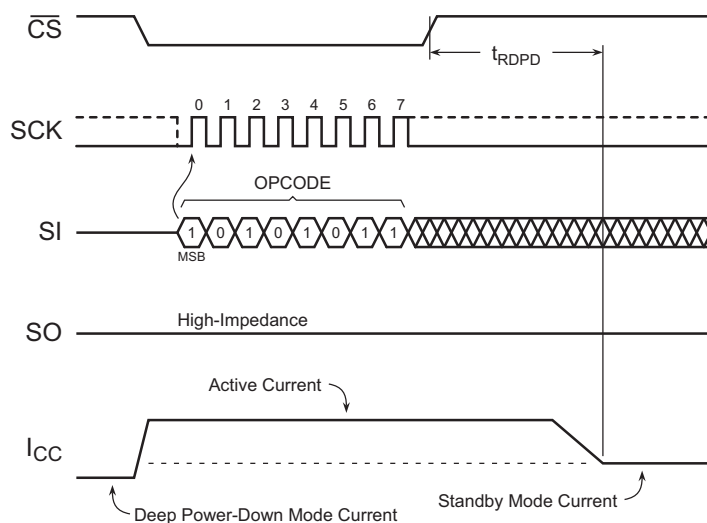 CS
tRDPD
0 1 2 3 4 5 6 7
SCK
OPCODE
SI
1 0 1 0 1 0 1 1
MSB
High-Impedance
SO
Active Current
ICC
Standby Mode Current
Deep Power-Down Mode Current